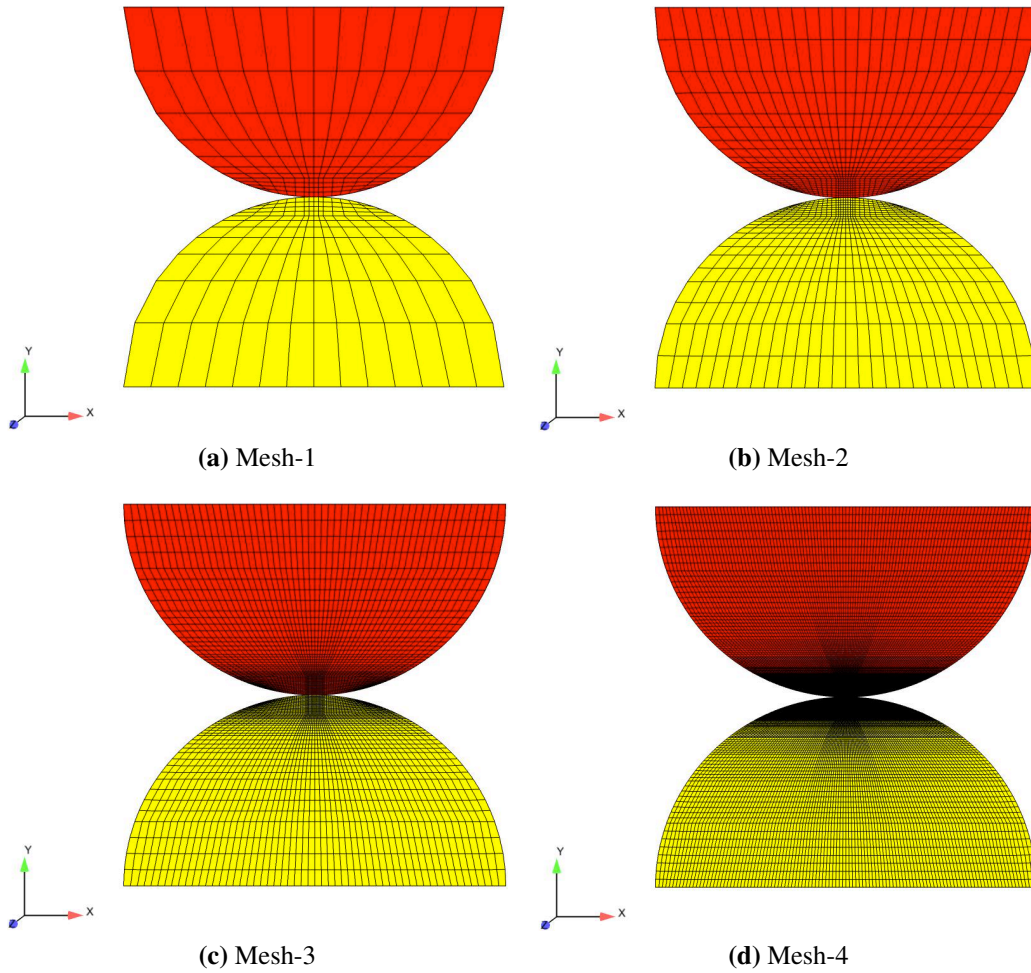 Y
X
Z
(a) Mesh-1
Y
X
Z
(b) Mesh-2
Y
X
Z
(c) Mesh-3
Y
X
Z
(d) Mesh-4